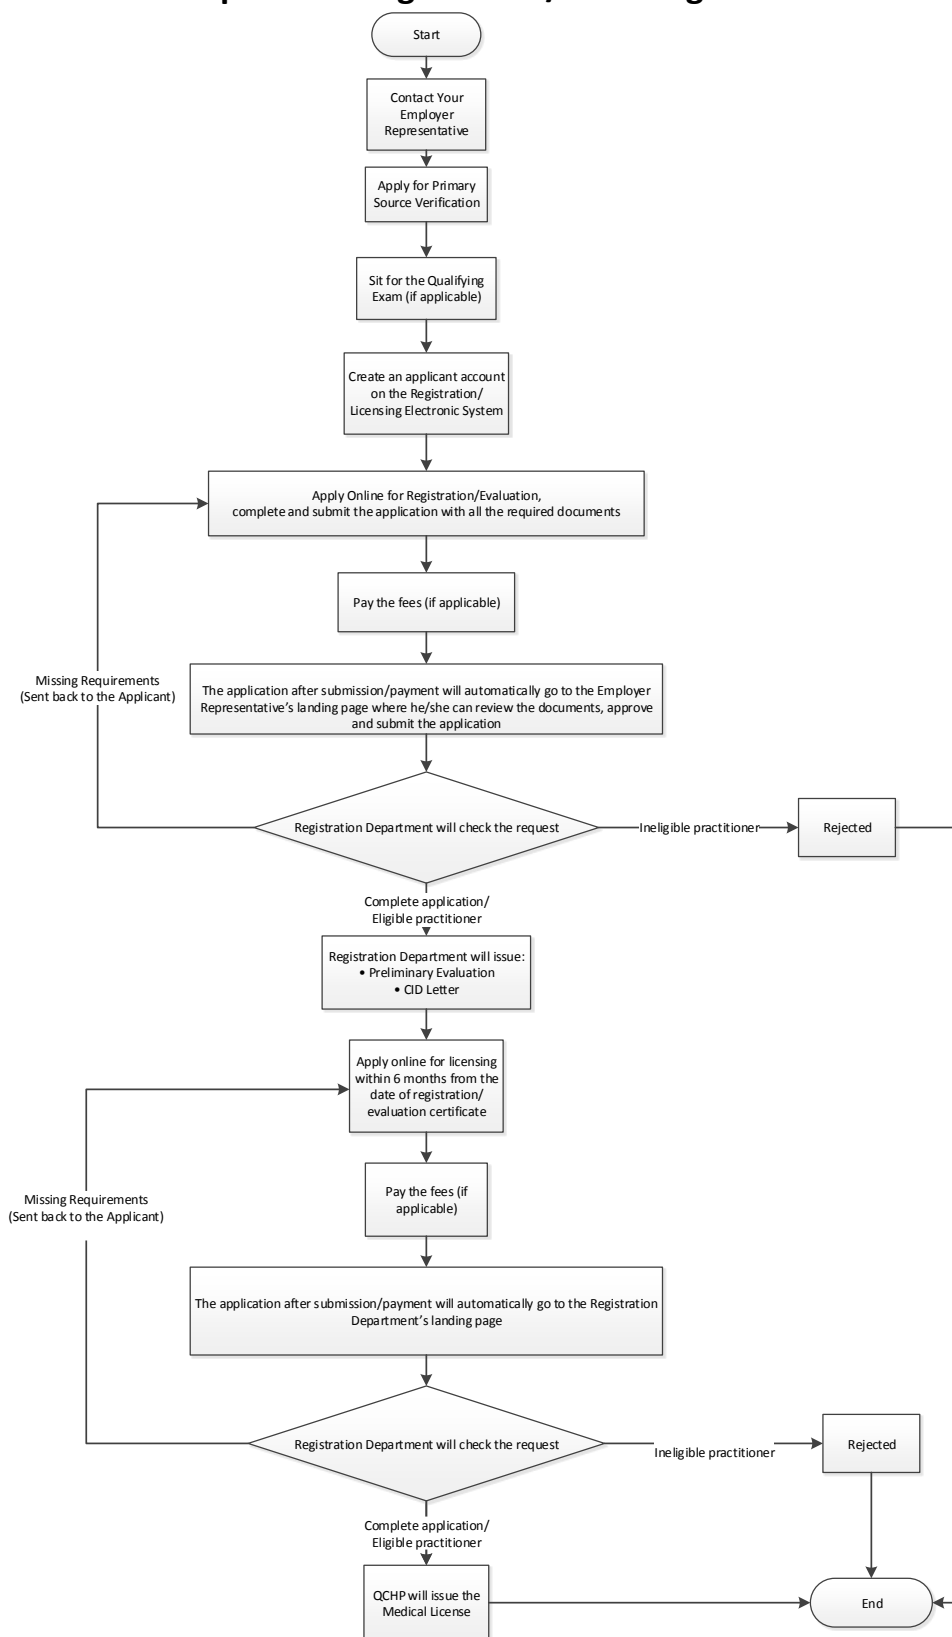 Start
Contact Your
Employer
Representative
Apply for Primary
Source Verification
Sit for the Qualifying
Exam (if applicable)
Create an applicant account
on the Registration/
Licensing Electronic System
Apply Online for Registration/Evaluation,
complete and submit the application with all the required documents
Pay the fees (if applicable)
Missing Requirements
(Sent back to the Applicant)
The application after submission/payment will automatically go to the Employer
Representative's landing page where he/she can review the documents, approve
and submit the application
Registration Department will check the request
Ineligible practitioner
Rejected
Complete application/
Eligible practitioner
Registration Department will issue:
• Preliminary Evaluation
• CID Letter
Apply online for licensing
within 6 months from the
date of registration/
evaluation certificate
Missing Requirements
(Sent back to the Applicant)
Pay the fees (if
applicable)
The application after submission/payment will automatically go to the Registration
Department's landing page
Registration Department will check the request
Ineligible practitioner
Rejected
Complete application/
Eligible practitioner
QCHP will issue the
Medical License
End